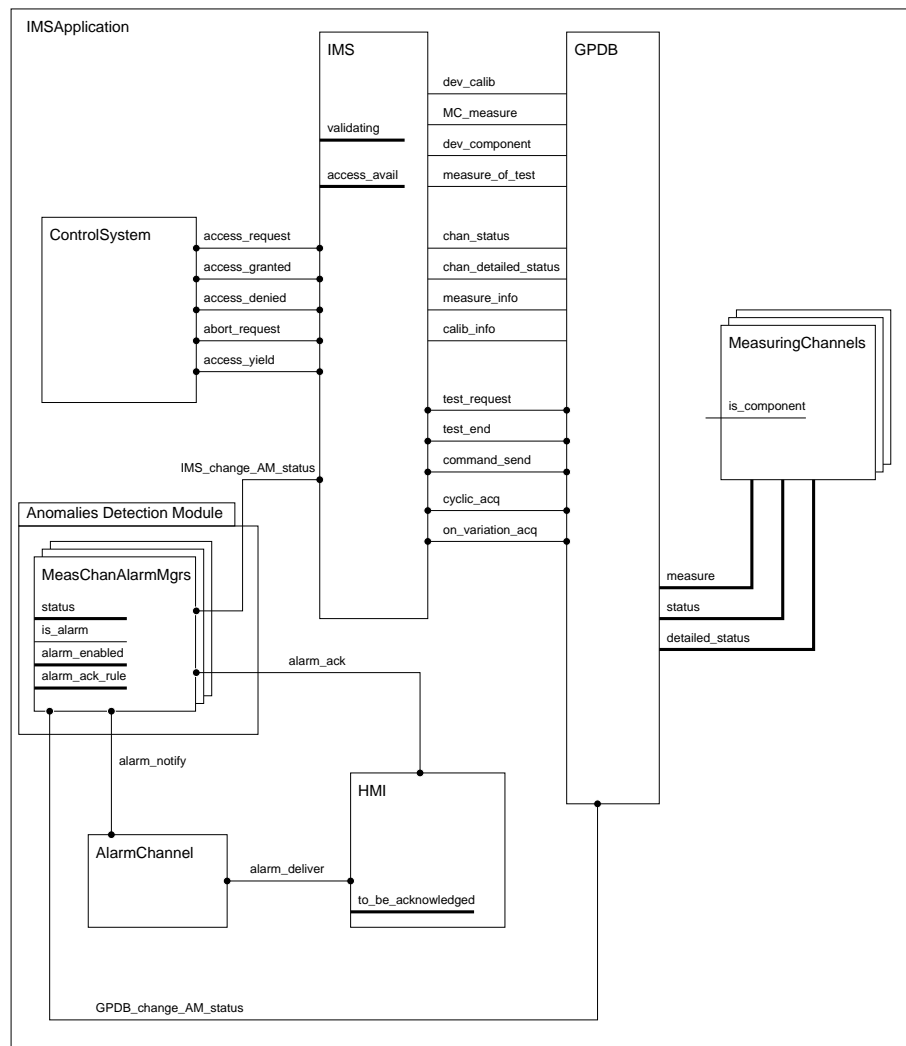 IMSApplication
IMS
GPDB
dev_calib
MC_measure
validating
dev_component
access_avail
measure_of_test
ControlSystem
access_request
chan_status
access_granted
chan_detailed_status
access_denied
measure_info
abort_request
calib_info
access_yield
MeasuringChannels
is_component
test_request
test_end
command_send
IMS_change_AM_status
cyclic_acq
on_variation_acq
Anomalies Detection Module
MeasChanAlarmMgrs
status
is_alarm
alarm_enabled
alarm_ack_rule
measure
status
detailed_status
alarm_ack
alarm_notify
HMI
AlarmChannel
alarm_deliver
to_be_acknowledged
GPDB_change_AM_status